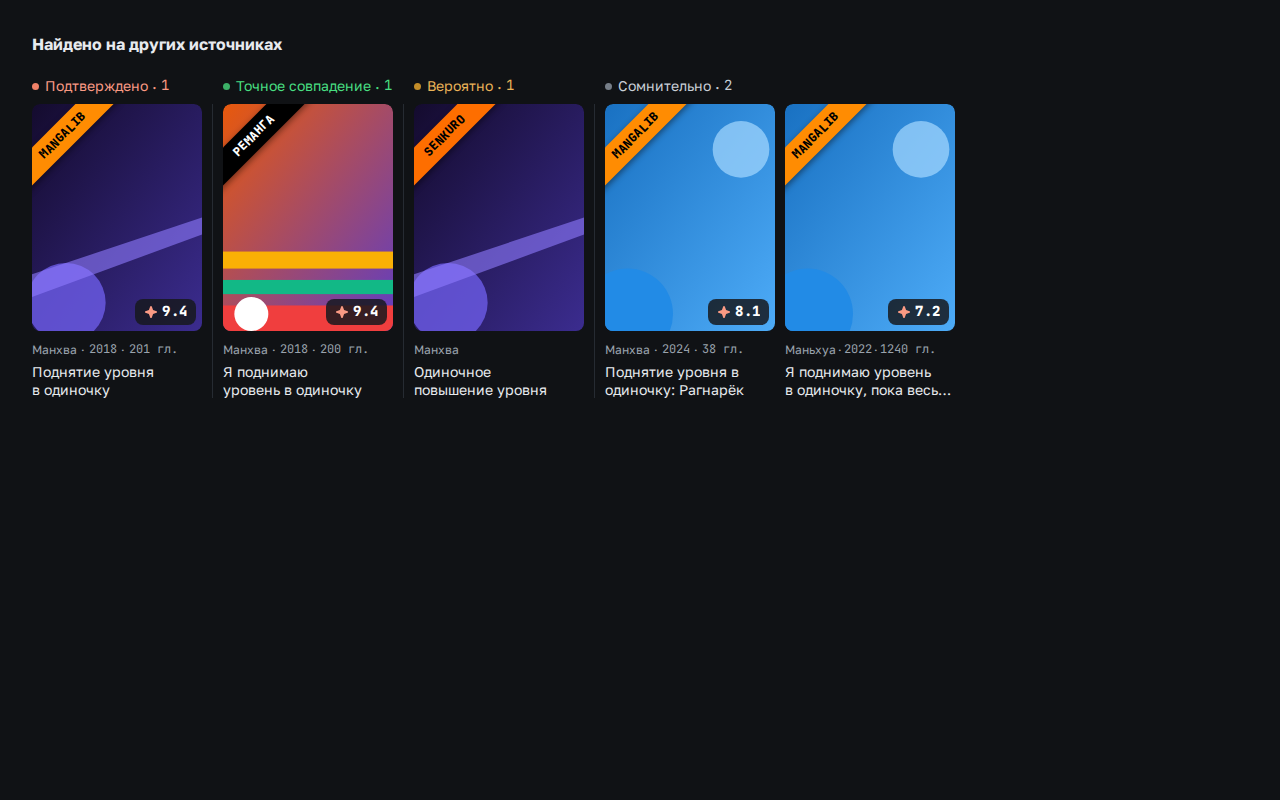 Найдено на других источниках
Подтверждено · 1
Точное совпадение · 1
Вероятно · 1
Сомнительно · 2
MANGALIB
РЕМАНГА
SENKURO
MANGALIB
MANGALIB
9.4
9.4
8.1
7.2
Манхва · 2018 · 201 гл.
Поднятие уровня
в одиночку
Манхва · 2018 · 200 гл.
Я поднимаю
уровень в одиночку
Манхва
Одиночное
повышение уровня
Манхва · 2024 · 38 гл.
Поднятие уровня в
одиночку: Рагнарёк
Маньхуа · 2022 · 1240 гл.
Я поднимаю уровень
в одиночку, пока весь…